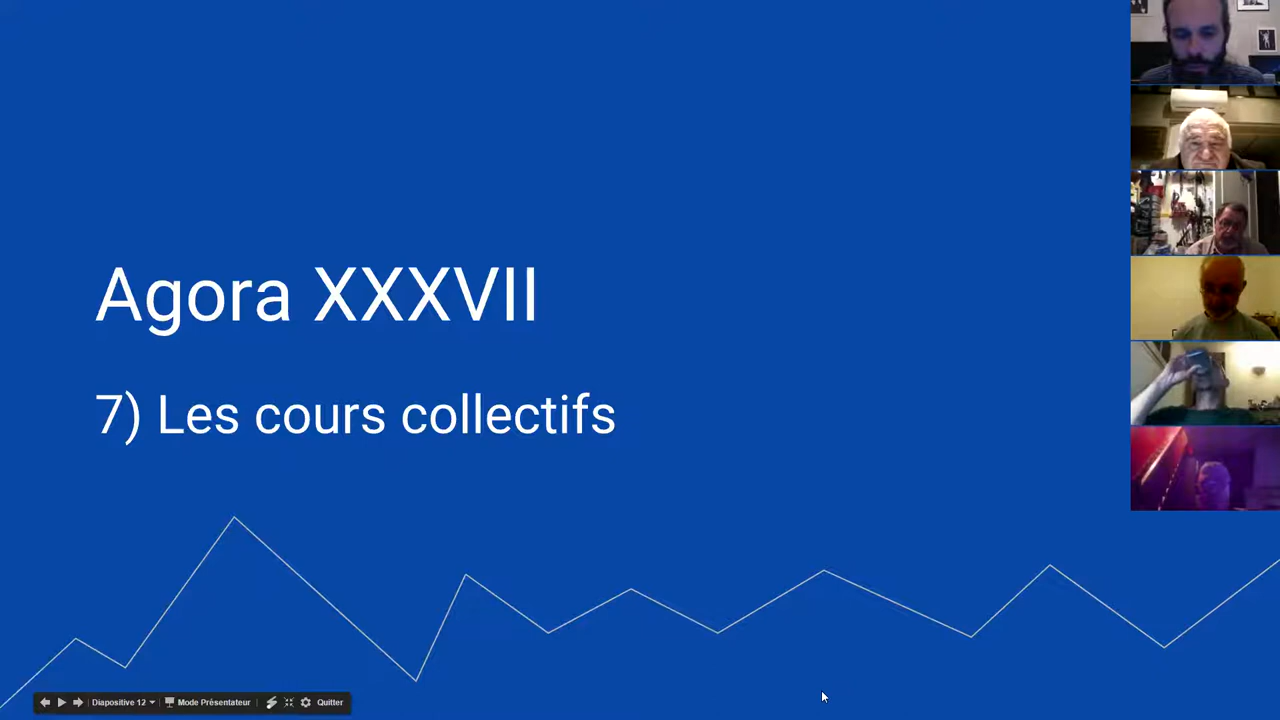 Agora XXXVII
7) Les cours collectifs
Diapositive 12
Mode Présentateur
Quitter